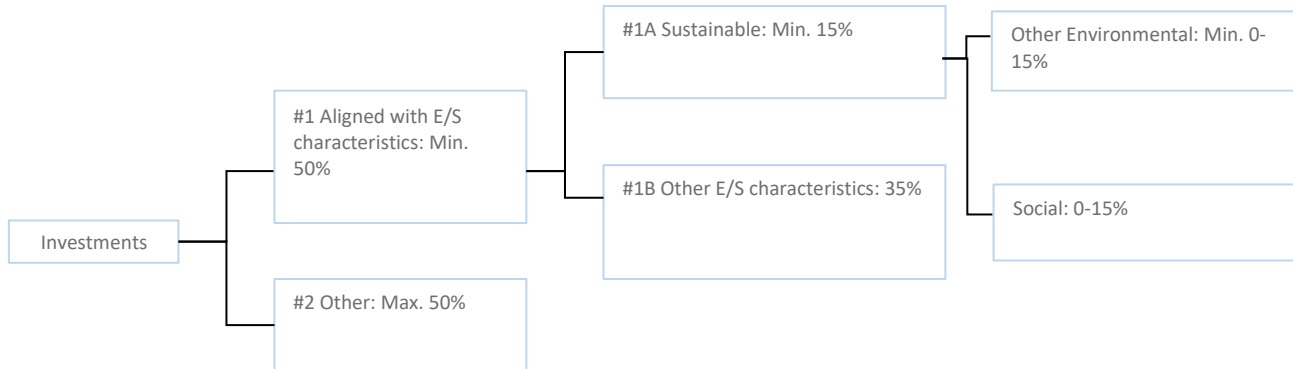 #1A Sustainable: Min. 15%
Other Environmental: Min. 0-
15%
#1 Aligned with E/S
characteristics: Min.
50%
#1B Other E/S characteristics: 35%
Social: 0-15%
Investments
#2 Other: Max. 50%